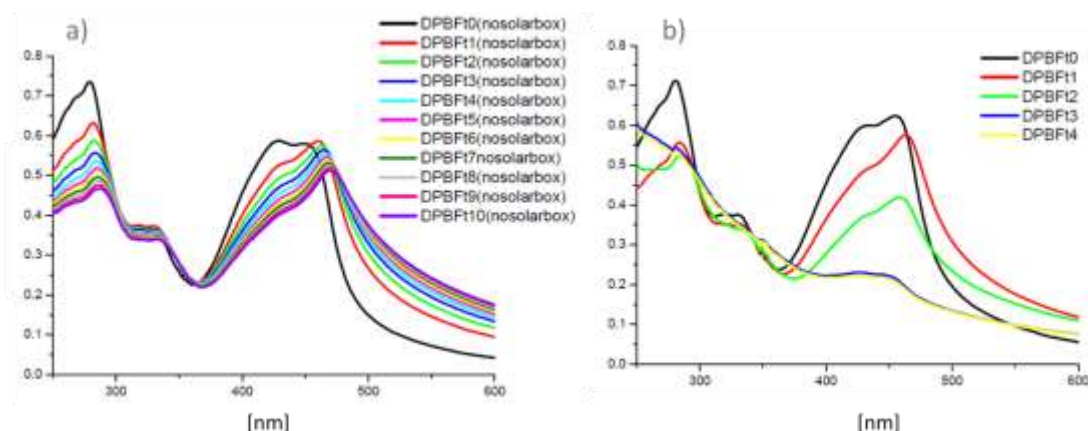 a)
DPBFt0(nosolarbox)
DPBFt1(nosolarbox)
DPBFt2(nosolarbox)
DPBFt3(nosolarbox)
DPBFt4(nosolarbox)
DPBFt5(nosolarbox)
DPBFt6(nosolarbox)
DPBFt7nosolarbox)
DPBFt8(nosolarbox)
DPBFt9(nosolarbox)
DPBFt10(nosolarbox)
0.8
0.7
0.6
0.5
0.4
0.3
0.2
0.1
0.0
300
400
500
600
[nm]
b)
DPBFt0
DPBFt1
DPBFt2
DPBFt3
DPBFt4
0.8
0.7
0.6
0.5
0.4
0.3
0.2
0.1
0.0
300
400
500
600
[nm]